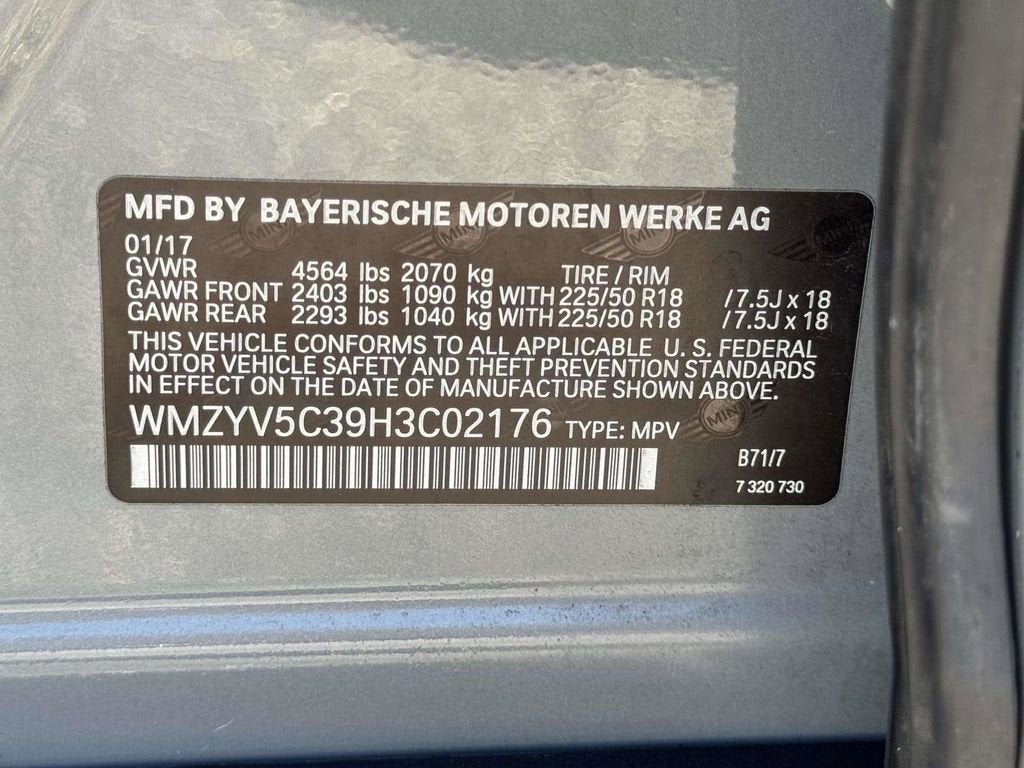 MFD BY BAYERISCHE MOTOREN WERKE AG
01/17
GVWR 4564 lbs 2070 kg TIRE / RIM
GAWR FRONT 2403 lbs 1090 kg WITH 225/50 R18 /7.5J x 18
GAWR REAR 2293 lbs 1040 kg WITH 225/50 R18 /7.5J x 18
THIS VEHICLE CONFORMS TO ALL APPLICABLE U. S. FEDERAL
MOTOR VEHICLE SAFETY AND THEFT PREVENTION STANDARDS
IN EFFECT ON THE DATE OF MANUFACTURE SHOWN ABOVE.
WMZYV5C39H3C02176 TYPE: MPV
B71/7
7 320 730
MINI